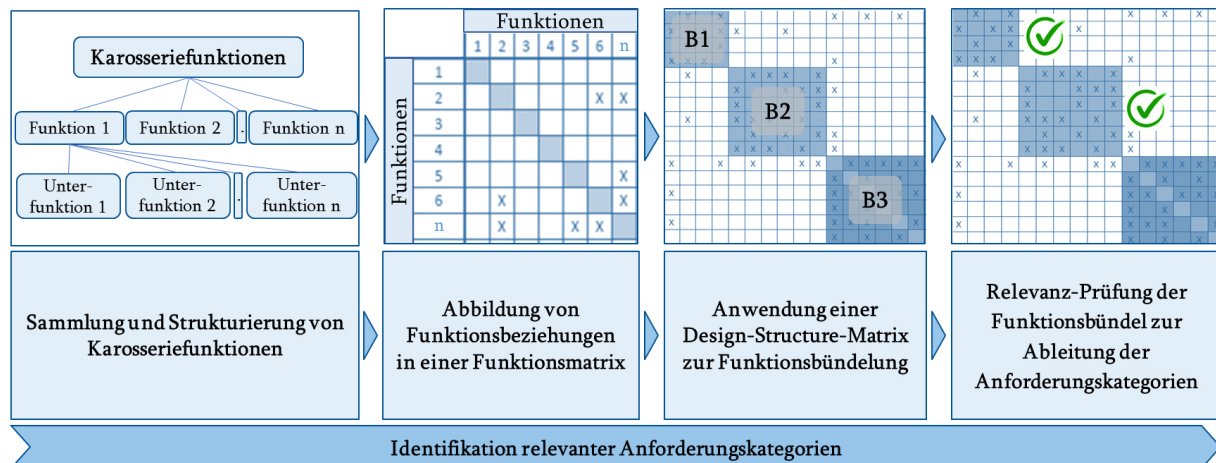 Karosseriefunktionen
Funktion 1 Funktion 2 . Funktion n
Unter-
funktion 1
Unter-
funktion 2
.
Unter-
funktion n
Funktionen
1 2 3 4 5 6 n
Funktionen
1
2 x x
3
4
5 x
6 x x
n x x x
B1
B2
B3
Sammlung und Strukturierung von
Karosseriefunktionen
Abbildung von
Funktionsbeziehungen
in einer Funktionsmatrix
Anwendung einer
Design-Structure-Matrix
zur Funktionsbündelung
Relevanz-Prüfung der
Funktionsbündel zur
Ableitung der
Anforderungskategorien
Identifikation relevanter Anforderungskategorien